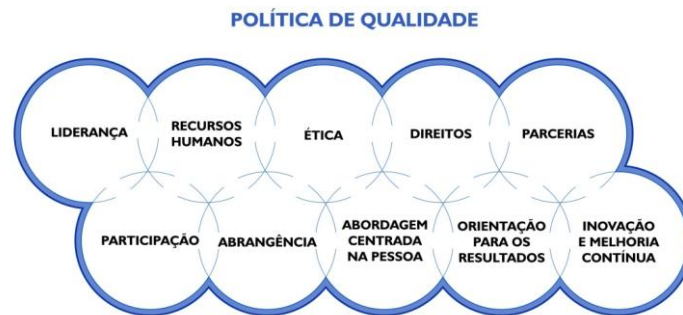 POLÍTICA DE QUALIDADE
LIDERANÇA
RECURSOS
HUMANOS
ÉTICA
DIREITOS
PARCERIAS
PARTICIPAÇÃO
ABRANGÊNCIA
ABORDAGEM
CENTRADA
NA PESSOA
ORIENTAÇÃO
PARA OS
RESULTADOS
INOVAÇÃO
E MELHORIA
CONTÍNUA